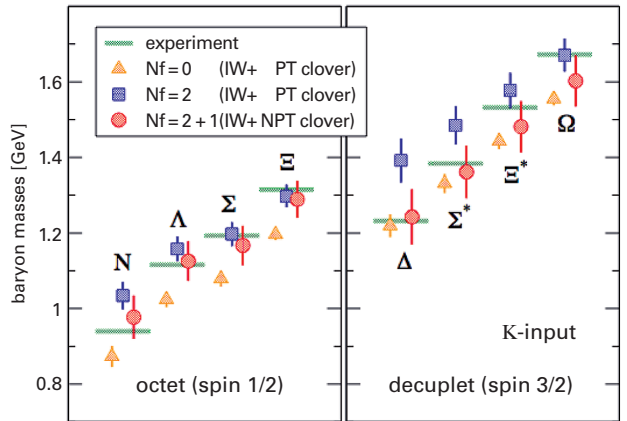 experiment
Nf = 0 (IW+ PT clover)
Nf = 2 (IW+ PT clover)
Nf = 2 + 1 (IW+ NPT clover)
baryon masses [GeV]
1.6
1.4
1.2
1
0.8
N
Λ
Σ
Ξ
Δ
Σ*
Ξ*
Ω
K-input
octet (spin 1/2)
decuplet (spin 3/2)